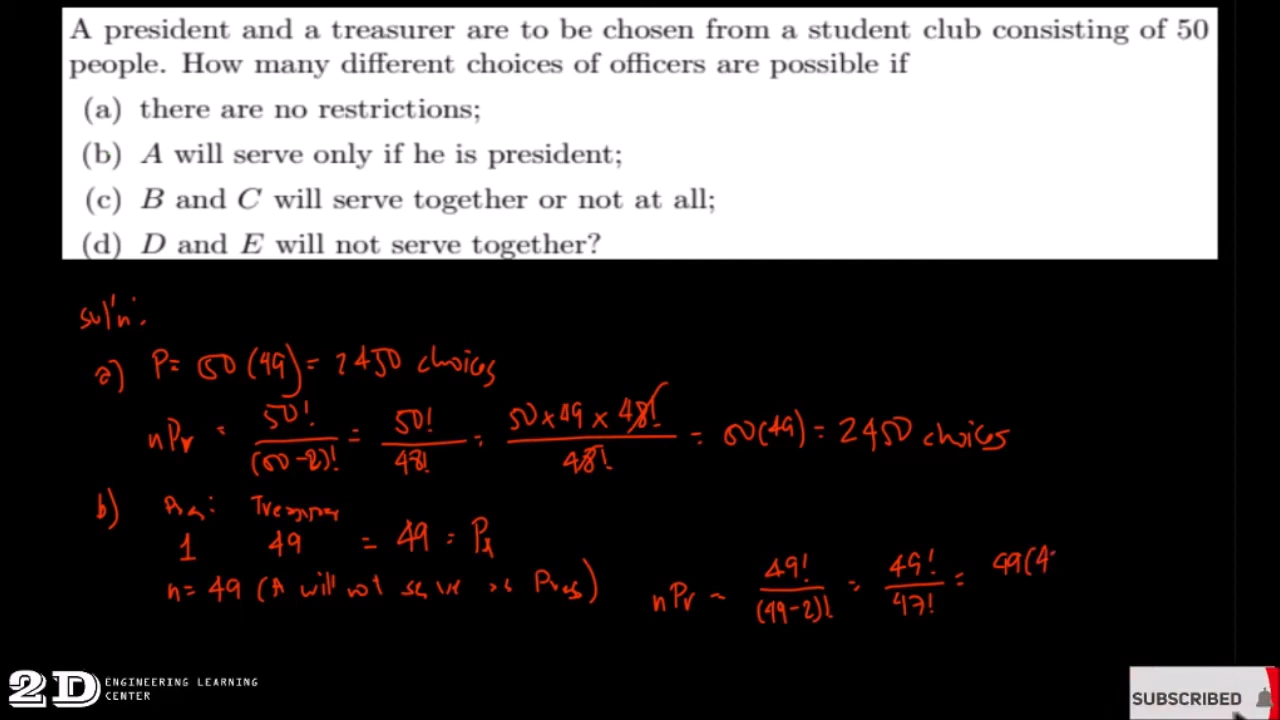 A president and a treasurer are to be chosen from a student club consisting of 50
people. How many different choices of officers are possible if
(a) there are no restrictions;
(b) A will serve only if he is president;
(c) B and C will serve together or not at all;
(d) D and E will not serve together?
sol'n:
a) P= 50 (49) = 2450 choices
nPr = 50! / (50-2)! = 50! / 48! = 50 x 49 x 48! / 48! = 50(49) = 2450 choices
b) Pres: Treasurer
1 49 = 49 = P1
n= 49 (A will not serve as Pres) nPr = 49! / (49-2)! = 49! / 47! = 49(4
2D ENGINEERING LEARNING
CENTER
SUBSCRIBED